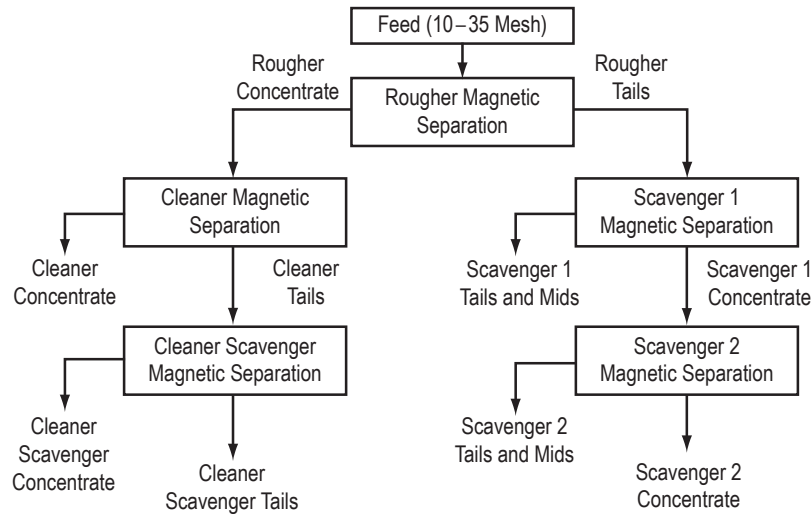 Feed (10–35 Mesh)
Rougher
Concentrate
Rougher Magnetic
Separation
Rougher
Tails
Cleaner Magnetic
Separation
Scavenger 1
Magnetic Separation
Cleaner
Concentrate
Cleaner
Tails
Scavenger 1
Tails and Mids
Scavenger 1
Concentrate
Cleaner Scavenger
Magnetic Separation
Scavenger 2
Magnetic Separation
Cleaner
Scavenger
Concentrate
Cleaner
Scavenger Tails
Scavenger 2
Tails and Mids
Scavenger 2
Concentrate